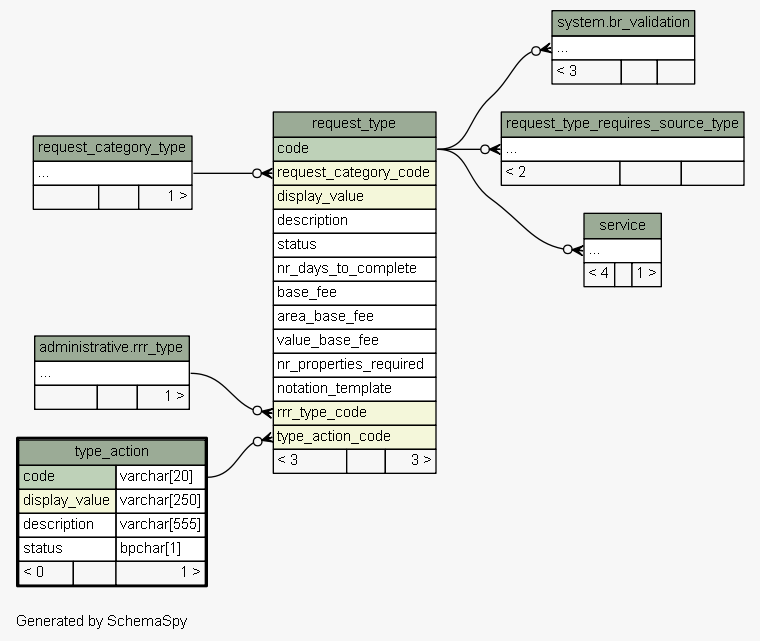 system.br_validation
...
< 3
request_type
code
request_category_code
display_value
description
status
nr_days_to_complete
base_fee
area_base_fee
value_base_fee
nr_properties_required
notation_template
rrr_type_code
type_action_code
< 3 3 >
request_type_requires_source_type
...
< 2
request_category_type
...
1 >
service
...
< 4 1 >
administrative.rrr_type
...
1 >
type_action
code varchar[20]
display_value varchar[250]
description varchar[555]
status bpchar[1]
< 0 1 >
Generated by SchemaSpy